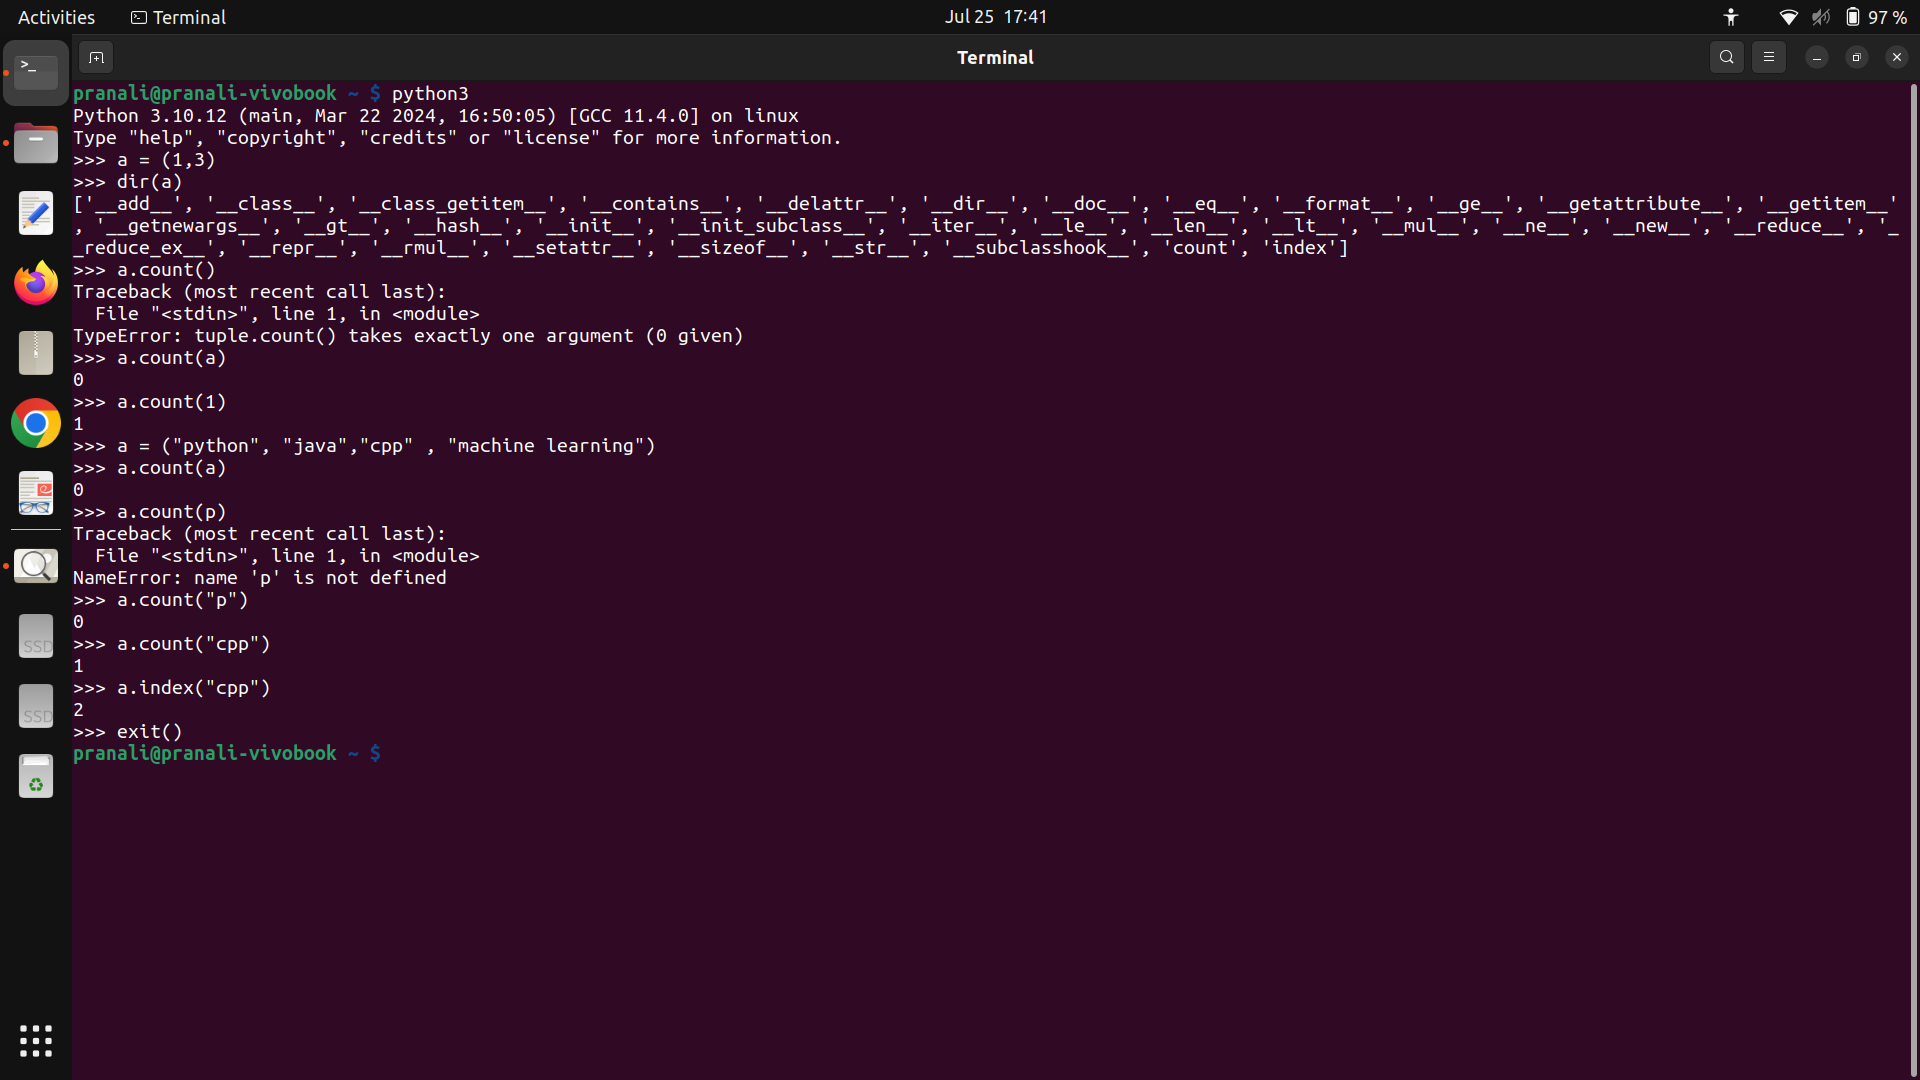 Activities
Terminal
Jul 25 17:41
97 %
Terminal
pranali@pranali-vivobook ~ $ python3
Python 3.10.12 (main, Mar 22 2024, 16:50:05) [GCC 11.4.0] on linux
Type "help", "copyright", "credits" or "license" for more information.
>>> a = (1,3)
>>> dir(a)
['__add__', '__class__', '__class_getitem__', '__contains__', '__delattr__', '__dir__', '__doc__', '__eq__', '__format__', '__ge__', '__getattribute__', '__getitem__'
, '__getnewargs__', '__gt__', '__hash__', '__init__', '__init_subclass__', '__iter__', '__le__', '__len__', '__lt__', '__mul__', '__ne__', '__new__', '__reduce__', '_
_reduce_ex__', '__repr__', '__rmul__', '__setattr__', '__sizeof__', '__str__', '__subclasshook__', 'count', 'index']
>>> a.count()
Traceback (most recent call last):
  File "<stdin>", line 1, in <module>
TypeError: tuple.count() takes exactly one argument (0 given)
>>> a.count(a)
0
>>> a.count(1)
1
>>> a = ("python", "java","cpp" , "machine learning")
>>> a.count(a)
0
>>> a.count(p)
Traceback (most recent call last):
  File "<stdin>", line 1, in <module>
NameError: name 'p' is not defined
>>> a.count("p")
0
>>> a.count("cpp")
1
>>> a.index("cpp")
2
>>> exit()
pranali@pranali-vivobook ~ $
SSD
SSD